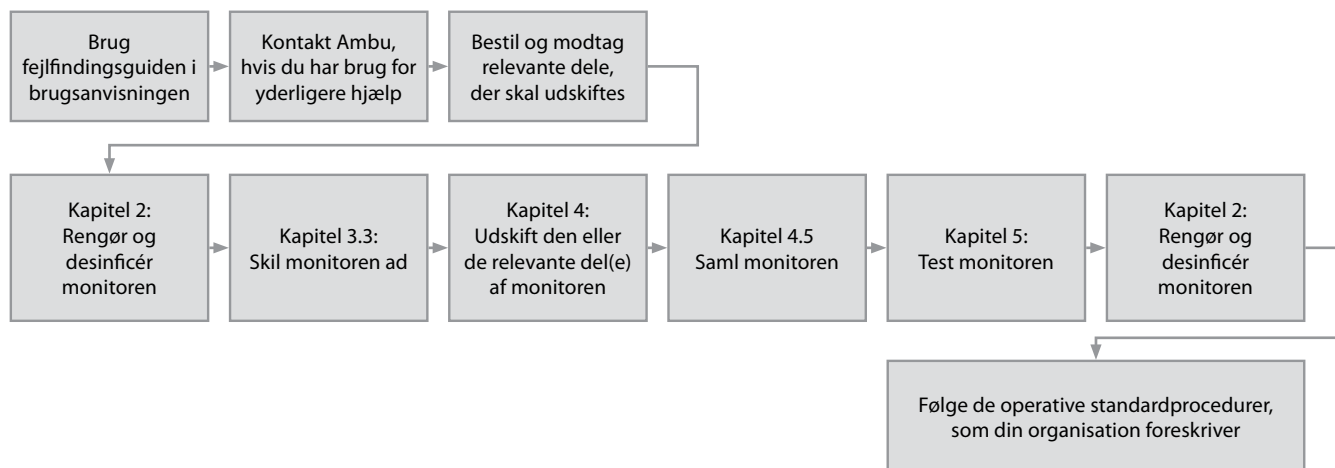 Brug
fejlfindingsguiden i
brugsanvisningen
Kontakt Ambu,
hvis du har brug for
yderligere hjælp
Bestil og modtag
relevante dele,
der skal udskiftes
Kapitel 2:
Rengør og
desinficér
monitoren
Kapitel 3.3:
Skil monitoren ad
Kapitel 4:
Udskift den eller
de relevante del(e)
af monitoren
Kapitel 4.5
Saml monitoren
Kapitel 5:
Test monitoren
Kapitel 2:
Rengør og
desinficér
monitoren
Følge de operative standardprocedurer,
som din organisation foreskriver